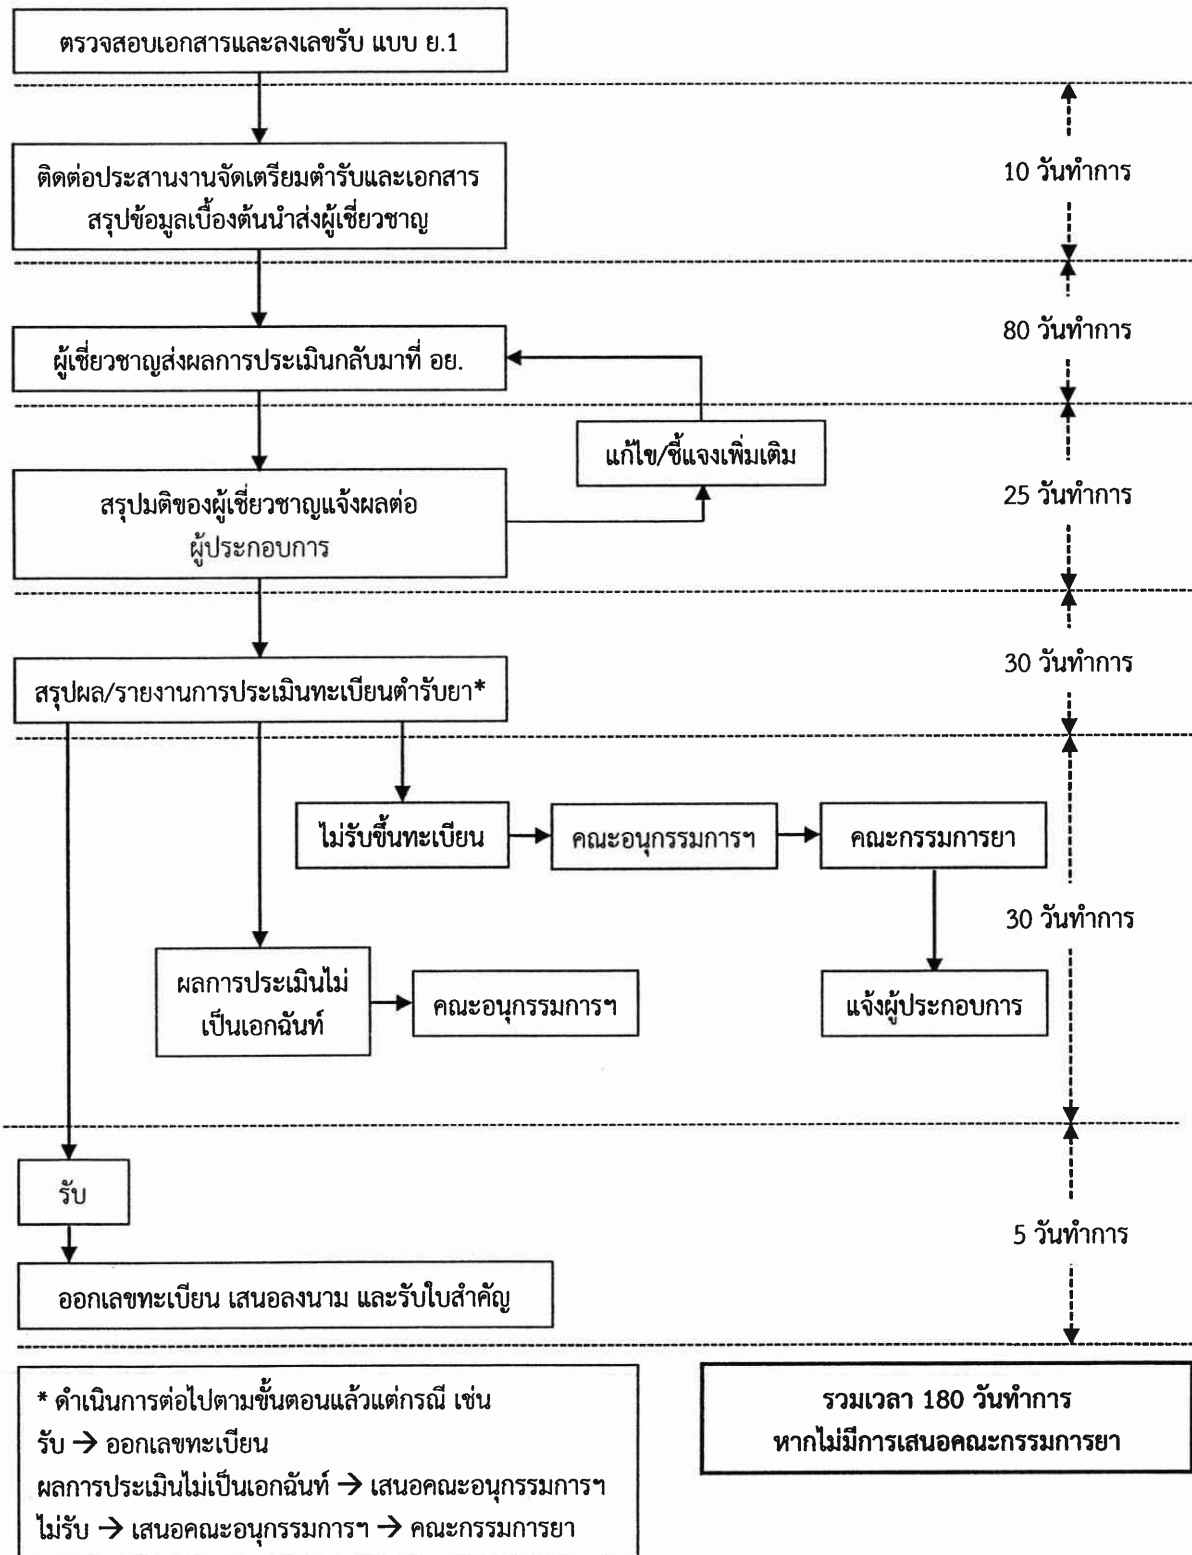 ตรวจสอบเอกสารและลงเลขรับ แบบ ย.1
ติดต่อประสานงานจัดเตรียมตำรับและเอกสาร
สรุปข้อมูลเบื้องต้นนำส่งผู้เชี่ยวชาญ
10 วันทำการ
ผู้เชี่ยวชาญส่งผลการประเมินกลับมาที่ อย.
80 วันทำการ
แก้ไข/ชี้แจงเพิ่มเติม
สรุปมติของผู้เชี่ยวชาญแจ้งผลต่อ
ผู้ประกอบการ
25 วันทำการ
สรุปผล/รายงานการประเมินทะเบียนตำรับยา*
30 วันทำการ
ไม่รับขึ้นทะเบียน
คณะอนุกรรมการฯ
คณะกรรมการยา
30 วันทำการ
ผลการประเมินไม่
เป็นเอกฉันท์
คณะอนุกรรมการฯ
แจ้งผู้ประกอบการ
รับ
5 วันทำการ
ออกเลขทะเบียน เสนอลงนาม และรับใบสำคัญ
* ดำเนินการต่อไปตามขั้นตอนแล้วแต่กรณี เช่น
รับ → ออกเลขทะเบียน
ผลการประเมินไม่เป็นเอกฉันท์ → เสนอคณะอนุกรรมการฯ
ไม่รับ → เสนอคณะอนุกรรมการฯ → คณะกรรมการยา
รวมเวลา 180 วันทำการ
หากไม่มีการเสนอคณะกรรมการยา